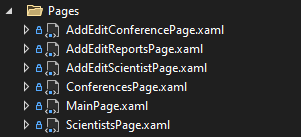 Pages
AddEditConferencePage.xaml
AddEditReportsPage.xaml
AddEditScientistPage.xaml
ConferencesPage.xaml
MainPage.xaml
ScientistsPage.xaml